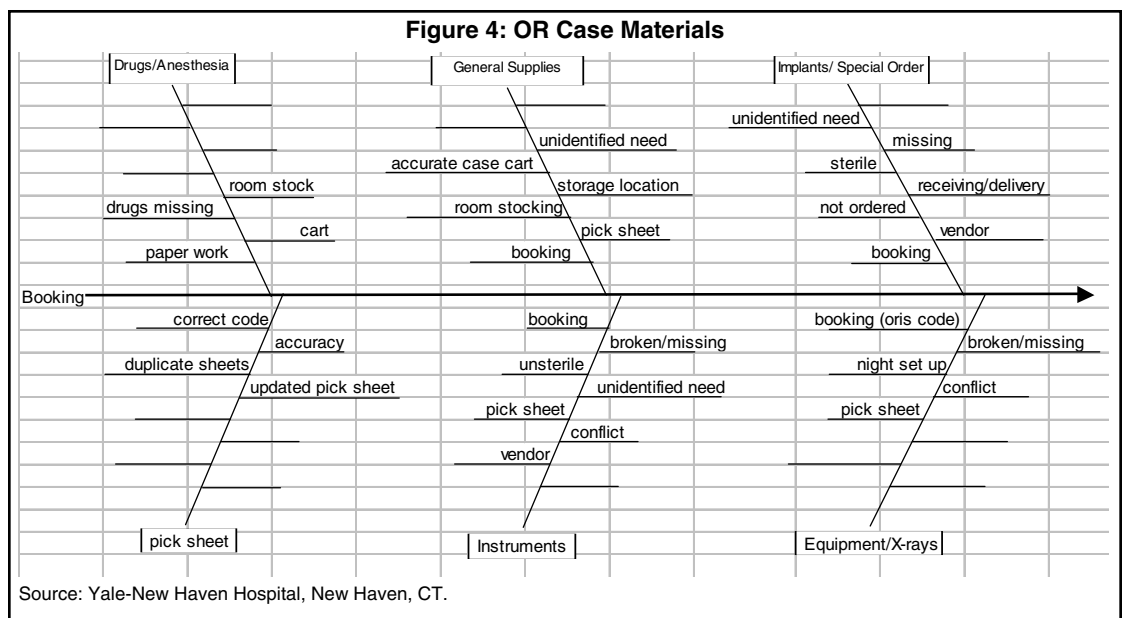 Figure 4: OR Case Materials
Drugs/Anesthesia
General Supplies
Implants/ Special Order
unidentified need
unidentified need
missing
accurate case cart
sterile
room stock
storage location
receiving/delivery
drugs missing
room stocking
not ordered
cart
pick sheet
vendor
paper work
booking
booking
Booking
correct code
booking
booking (oris code)
accuracy
broken/missing
broken/missing
duplicate sheets
unsterile
night set up
updated pick sheet
unidentified need
conflict
pick sheet
pick sheet
conflict
vendor
pick sheet
Instruments
Equipment/X-rays
Source: Yale-New Haven Hospital, New Haven, CT.